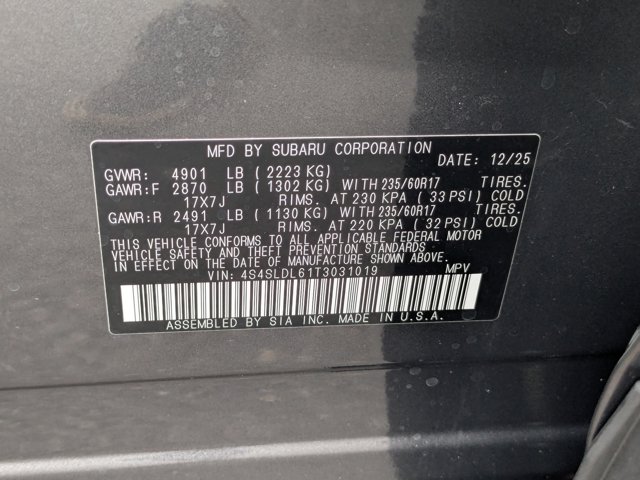 MFD BY SUBARU CORPORATION
DATE: 12/25
GVWR: 4901 LB (2223 KG)
GAWR:F 2870 LB (1302 KG) WITH 235/60R17 TIRES.
17X7J RIMS. AT 230 KPA (33 PSI) COLD
GAWR:R 2491 LB (1130 KG) WITH 235/60R17 TIRES.
17X7J RIMS. AT 220 KPA (32 PSI) COLD
THIS VEHICLE CONFORMS TO ALL APPLICABLE FEDERAL MOTOR
VEHICLE SAFETY AND THEFT PREVENTION STANDARDS
IN EFFECT ON THE DATE OF MANUFACTURE SHOWN ABOVE.
VIN: 4S4SLDL61T3031019 MPV
ASSEMBLED BY SIA INC. MADE IN U.S.A.